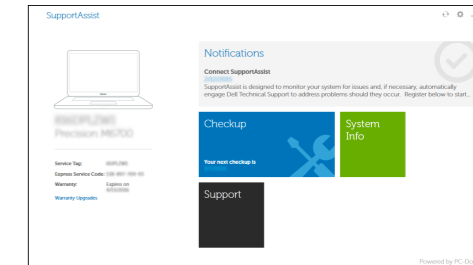 SupportAssist
Notifications
Connect SupportAssist
SupportAssist is designed to monitor your system for issues and, if necessary, automatically
engage Dell Technical Support to address problems should they occur. Register below to start...
Precision M6700
Checkup
Your next checkup is
System
Info
Service Tag:
Express Service Code:
Warranty: Expires on
Warranty Upgrades
Support
Powered by PC-Do